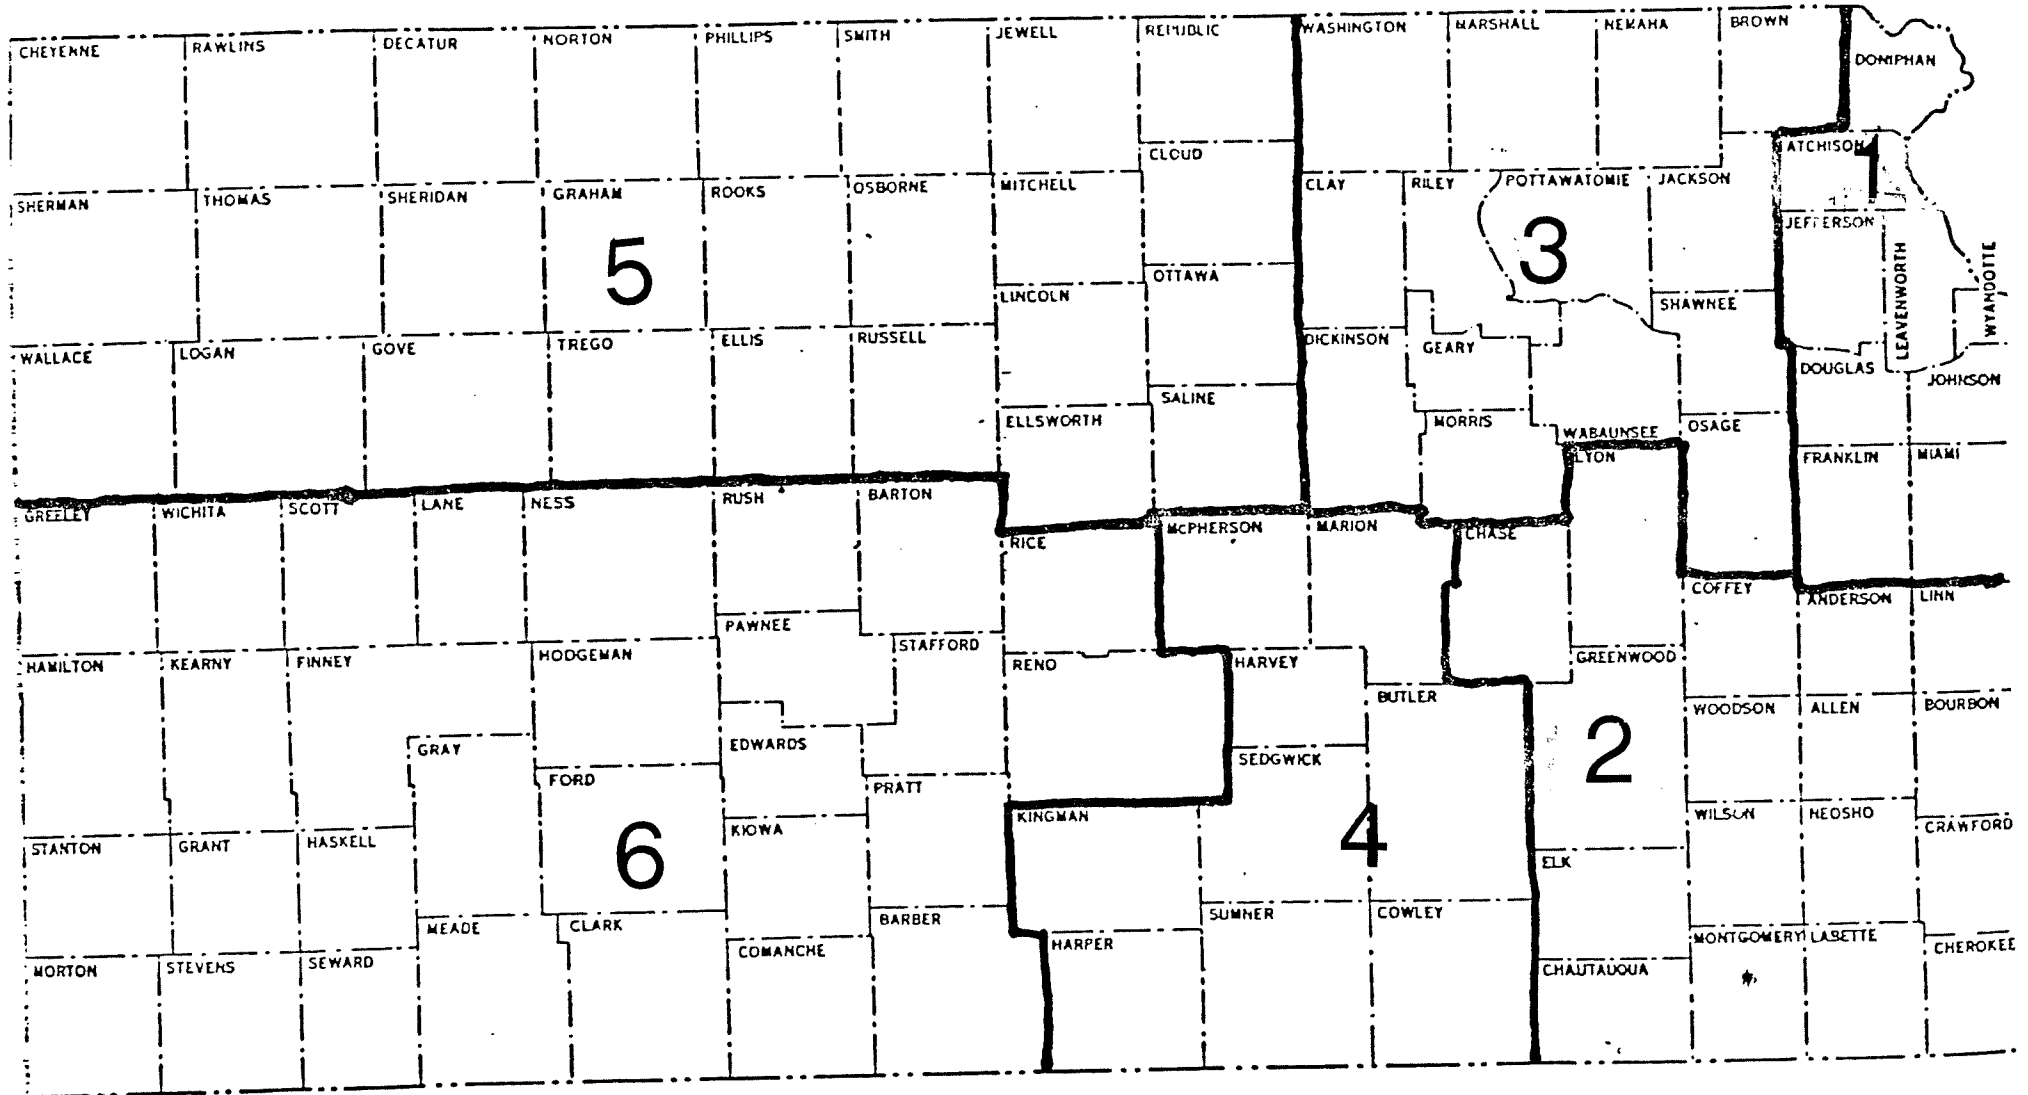 CHEYENNE RAWLINS DECATUR NORTON PHILLIPS SMITH JEWELL REPUBLIC WASHINGTON MARSHALL NEMAHA BROWN
DONIPHAN
CLOUD ATCHISON 1
SHERMAN THOMAS SHERIDAN GRAHAM ROOKS OSBORNE MITCHELL CLAY RILEY POTTAWATOMIE JACKSON
JEFFERSON
5 3
LINCOLN OTTAWA SHAWNEE LEAVENWORTH WYANDOTTE
WALLACE LOGAN GOVE TREGO ELLIS RUSSELL DICKINSON GEARY DOUGLAS JOHNSON
ELLSWORTH SALINE MORRIS WABAUNSEE OSAGE
LYON FRANKLIN MIAMI
GREELEY WICHITA SCOTT LANE NESS RUSH BARTON
RICE McPHERSON MARION CHASE
COFFEY ANDERSON LINN
PAWNEE STAFFORD
HAMILTON KEARNY FINNEY HODGEMAN RENO HARVEY GREENWOOD
BUTLER WOODSON ALLEN BOURBON
GRAY EDWARDS SEDGWICK 2
FORD PRATT
KIOWA KINGMAN WILSON NEOSHO CRAWFORD
STANTON GRANT HASKELL 6 4 ELK
MEADE CLARK BARBER SUMNER COWLEY
COMANCHE HARPER MONTGOMERY LABETTE CHEROKEE
MORTON STEVENS SEWARD CHAUTAUQUA
*